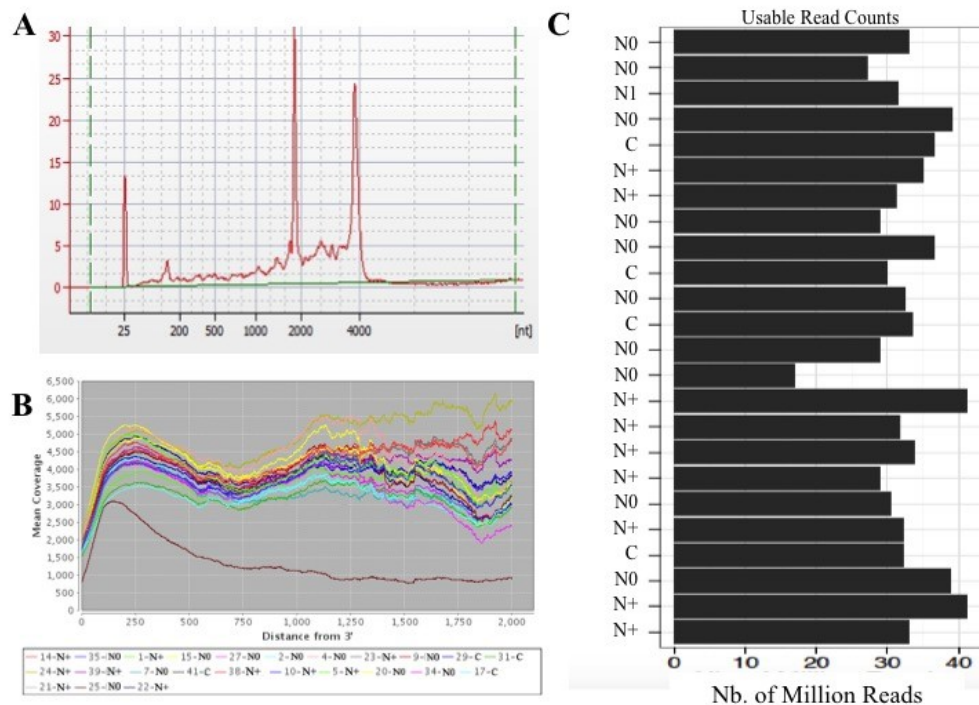 A
30
25
20
15
10
5
0
25 200 500 1000 2000 4000 [nt]
B
6,500
6,000
5,500
5,000
4,500
4,000
3,500
3,000
2,500
2,000
1,500
1,000
500
0
Mean Coverage
0 250 500 750 1,000 1,250 1,500 1,750 2,000
Distance from 3'
14-N+ 35-(N0 1-N+ 15-N0 27-N0 2-N0 4-N0 23-N+ 9-(N0 29-C 31-C
24-N+ 39-N+ 7-N0 41-C 38-N+ 10-N+ 5-N+ 20-N0 34-N0 17-C
21-N+ 25-(N0 22-N+
C
Usable Read Counts
N0
N0
N1
N0
C
N+
N+
N0
N0
C
N0
C
N0
N0
N+
N+
N+
N+
N0
N+
C
N0
N+
N+
0 10 20 30 40
Nb. of Million Reads